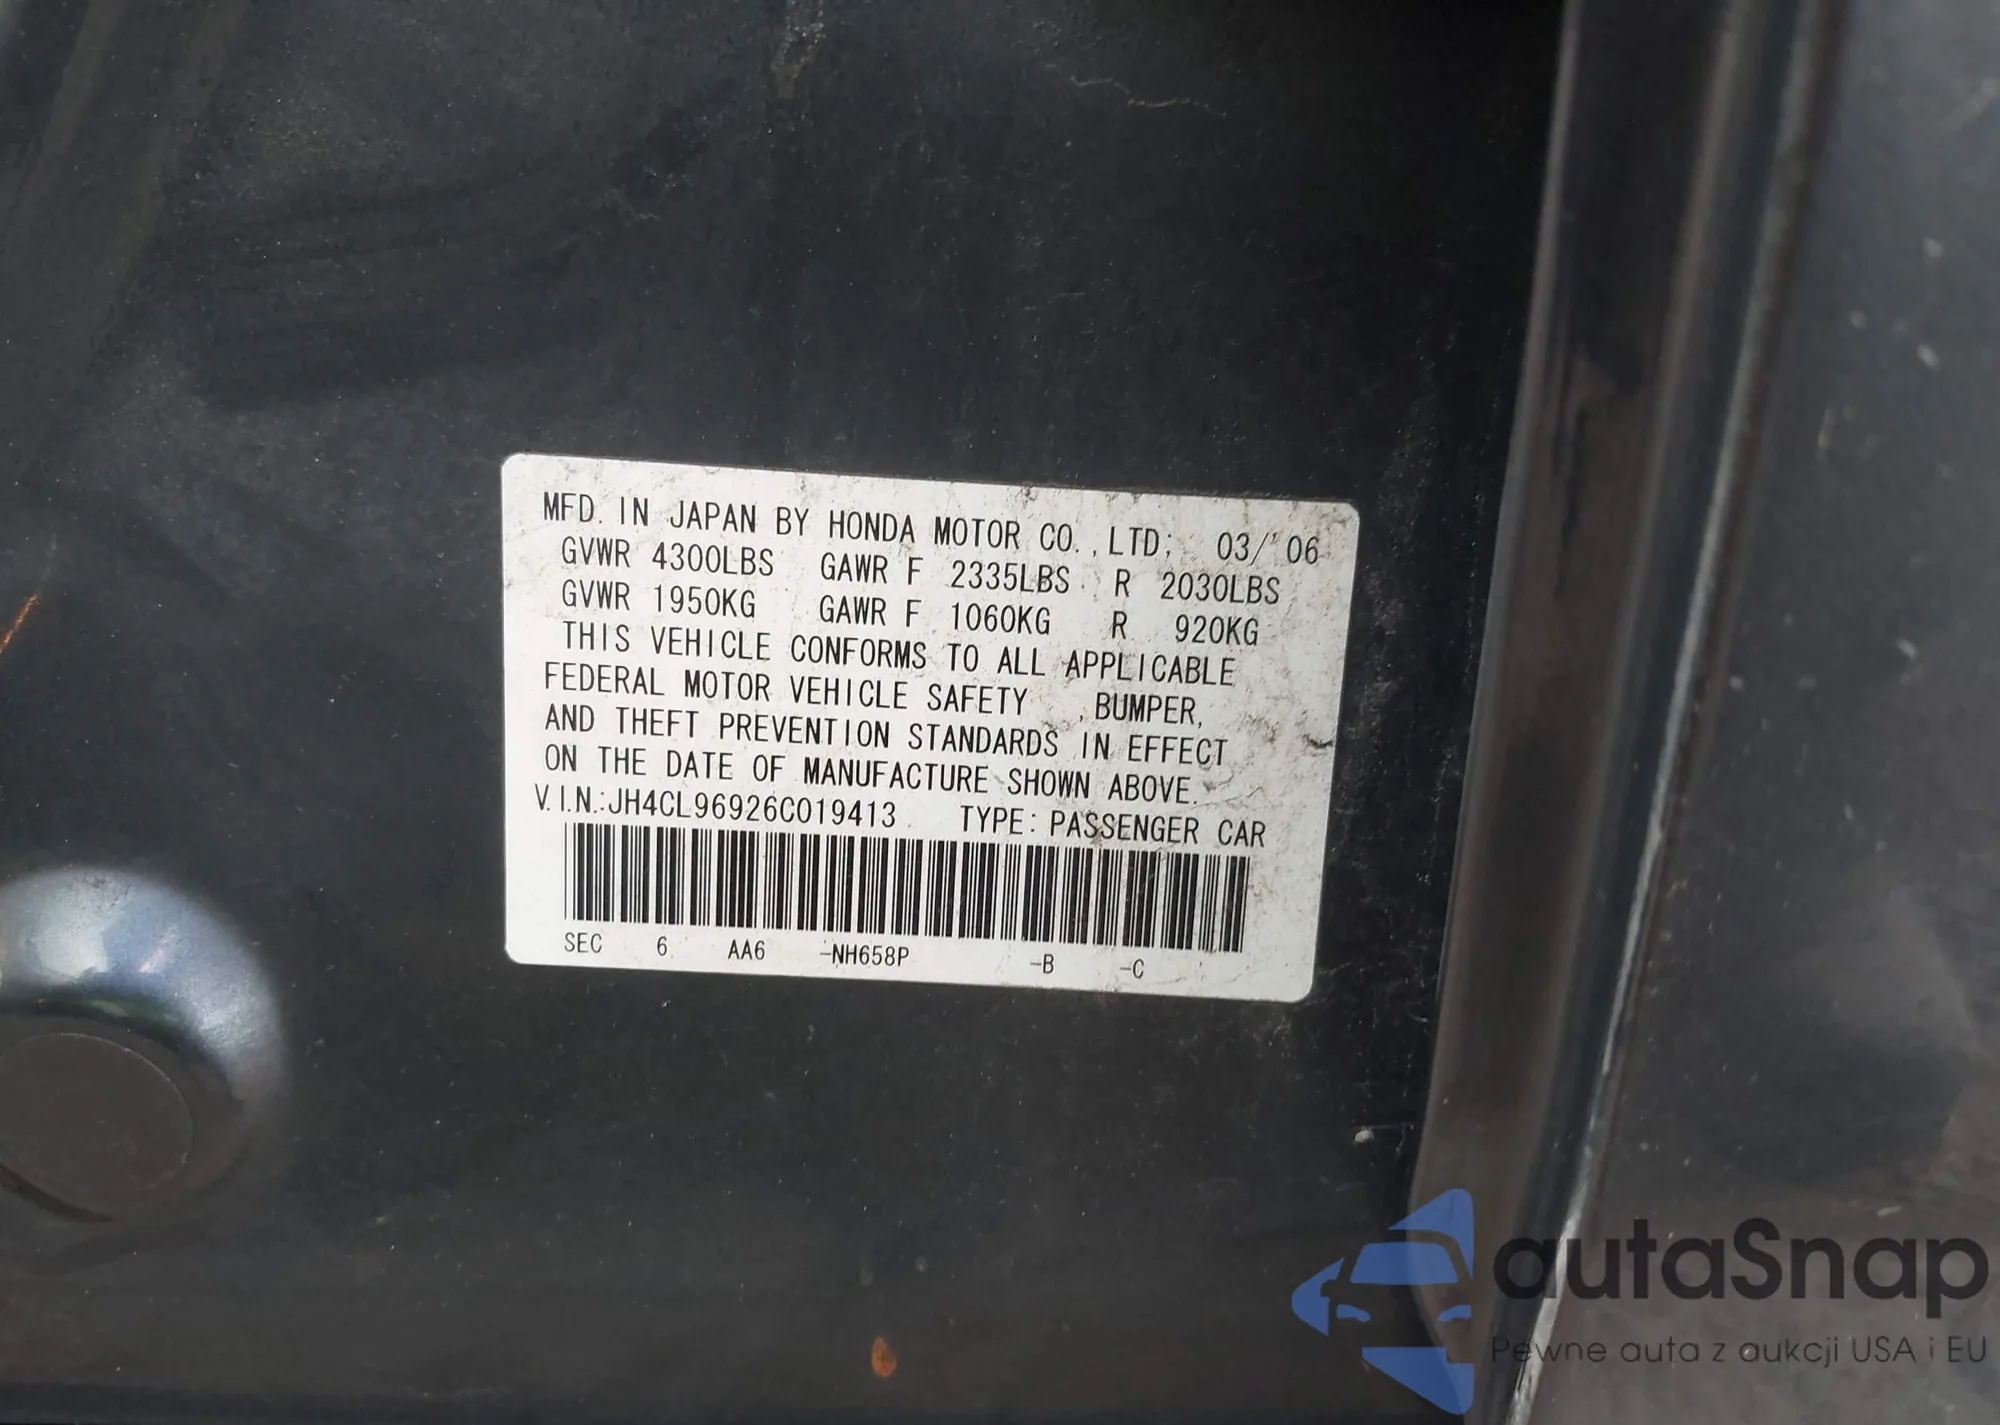 MFD. IN JAPAN BY HONDA MOTOR CO.,LTD; 03/'06
GVWR 4300LBS GAWR F 2335LBS R 2030LBS
GVWR 1950KG GAWR F 1060KG R 920KG
THIS VEHICLE CONFORMS TO ALL APPLICABLE
FEDERAL MOTOR VEHICLE SAFETY , BUMPER,
AND THEFT PREVENTION STANDARDS IN EFFECT
ON THE DATE OF MANUFACTURE SHOWN ABOVE.
V.I.N.:JH4CL96926C019413 TYPE: PASSENGER CAR
SEC 6 AA6 -NH658P -B -C
autaSnap
Pewne auta z aukcji USA i EU